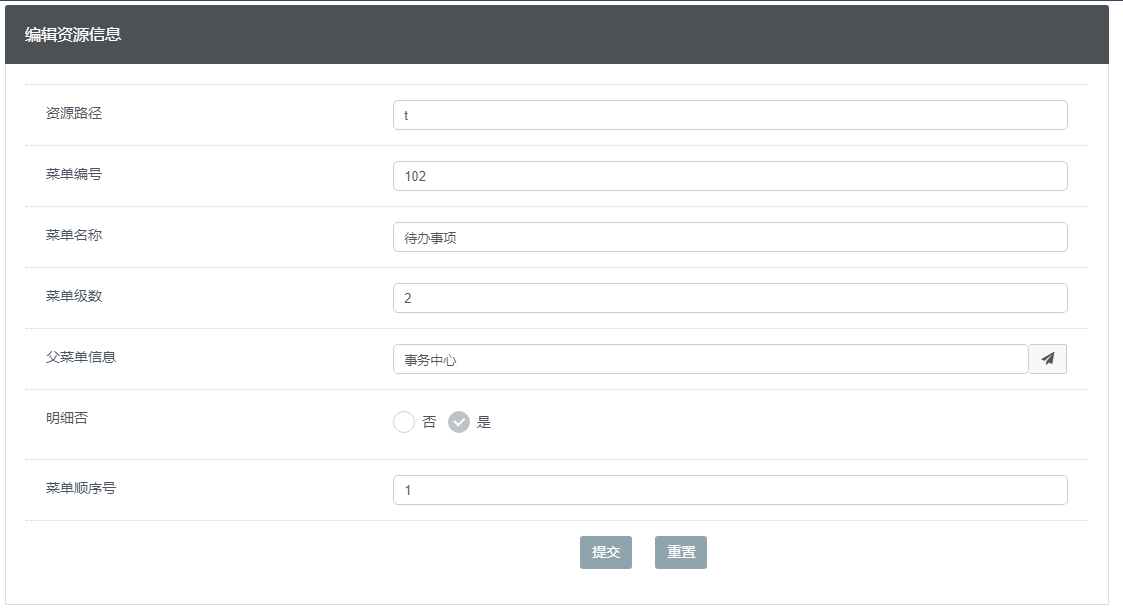 编辑资源信息
资源路径 t
菜单编号 102
菜单名称 待办事项
菜单级数 2
父菜单信息 事务中心
明细否 否 是
菜单顺序号 1
提交 重置